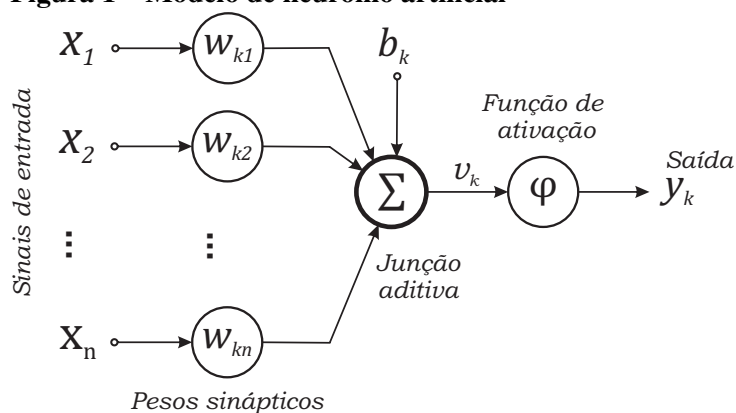 Figura 1 – Modelo de neurônio artificial
x1
wk1
bk
Função de
ativação
x2
wk2
Sinais de entrada
Σ
vk
φ
Saída
yk
⋮
⋮
Junção
aditiva
xn
wkn
Pesos sinápticos